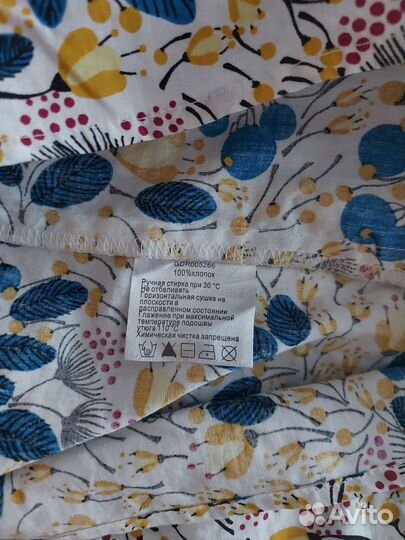 GDR005266
100%хлопок
Ручная стирка при 30 °C
Не отбеливать
Горизонтальная сушка на
плоскости в
расправленном состоянии
Глажение при максимальной
температуре подошвы
утюга 110°C
Химическая чистка запрещена
Avito